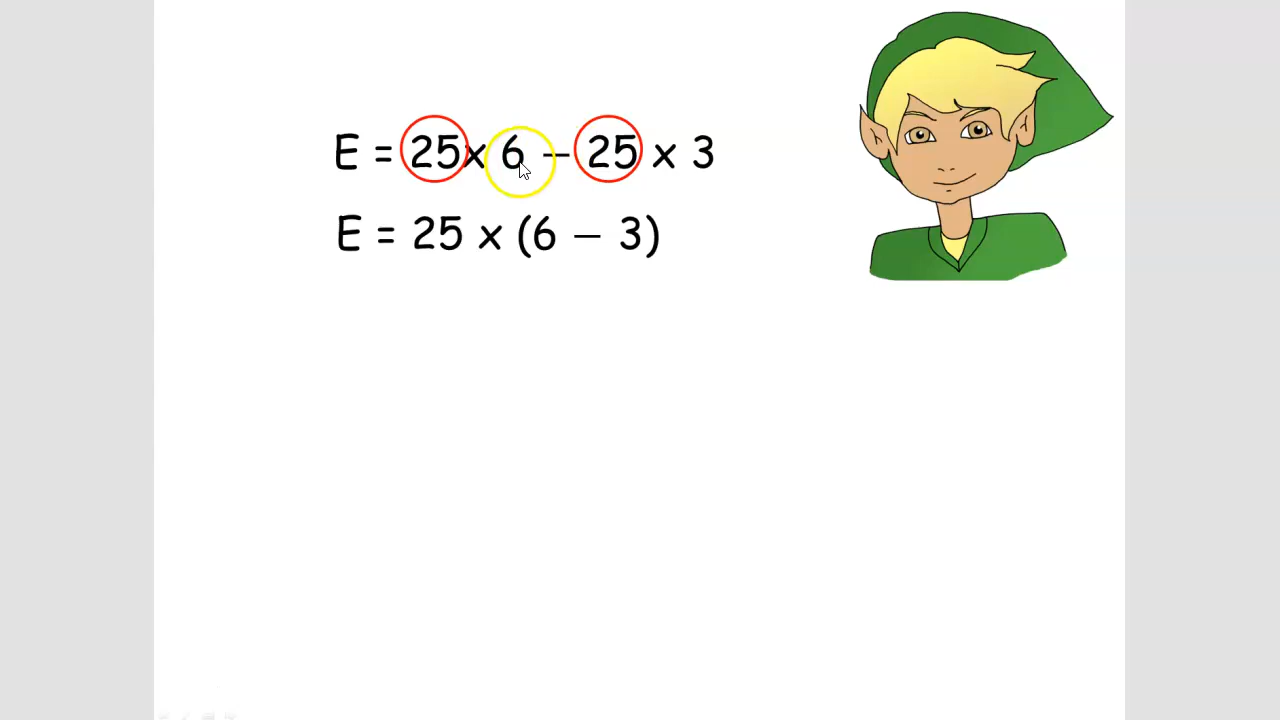 E = 25 x 6 – 25 x 3
E = 25 x (6 – 3)